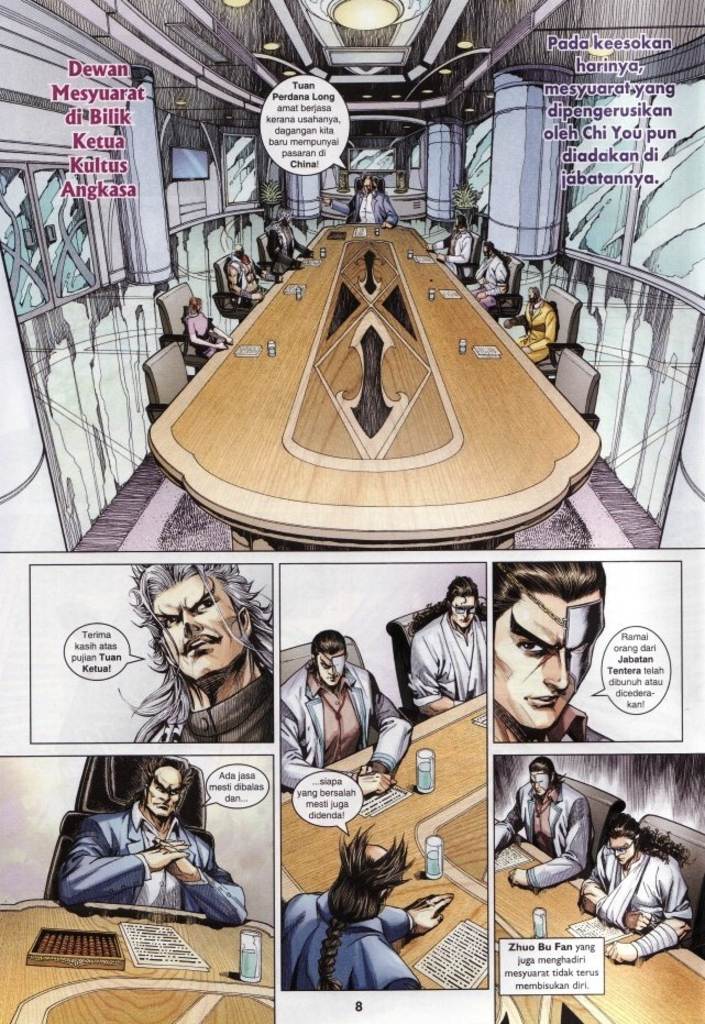 Dewan
Mesyuarat
di Bilik
Ketua
Kultus
Angkasa
Pada keesokan
harinya,
mesyuarat yang
dipengerusikan
oleh Chi You pun
diadakan di
jabatannya.
Tuan
Perdana Long
amat berjasa
kerana usahanya,
dagangan kita
baru mempunyai
pasaran di
China!
Terima
kasih atas
pujian Tuan
Ketua!
Ramai
orang dari
Jabatan
Tentera telah
dibunuh atau
dicedera-
kan!
Ada jasa
mesti dibalas
dan...
...siapa
yang bersalah
mesti juga
didenda!
Zhuo Bu Fan yang
juga menghadiri
mesyuarat tidak terus
membisukan diri.
8